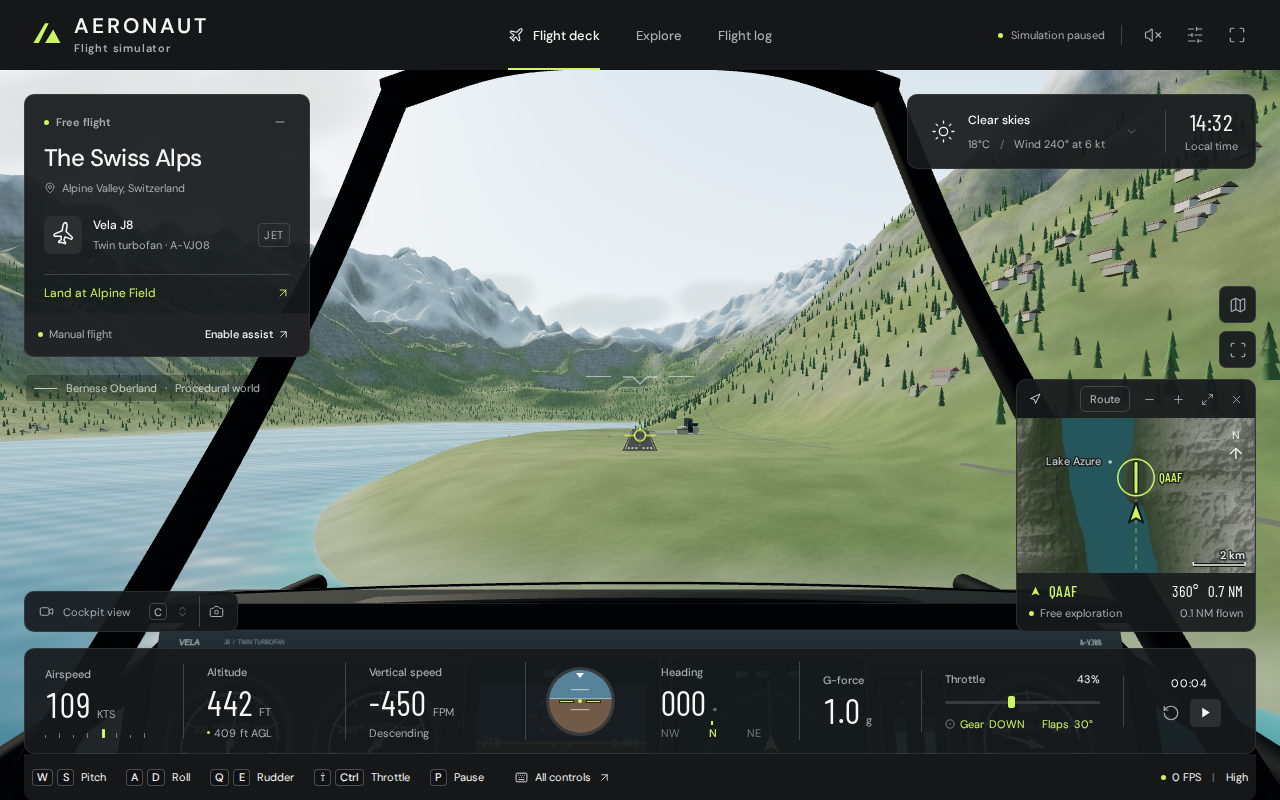 AERONAUT
Flight simulator
Flight deck
Explore
Flight log
Simulation paused
Free flight
The Swiss Alps
Alpine Valley, Switzerland
Vela J8
Twin turbofan · A-VJ08
JET
Land at Alpine Field
Manual flight
Enable assist
Bernese Oberland · Procedural world
Clear skies
18°C / Wind 240° at 6 kt
14:32
Local time
Route
N
Lake Azure
QAAF
2 km
QAAF 360° 0.7 NM
Free exploration 0.1 NM flown
Cockpit view C
VELA J8 / TWIN TURBOFAN A-VJ08
Airspeed
109 KTS
Altitude
442 FT
409 ft AGL
Vertical speed
-450 FPM
Descending
Heading
000°
NW N NE
G-force
1.0 g
Throttle 43%
Gear DOWN Flaps 30°
00:04
W S Pitch A D Roll Q E Rudder ⇧ Ctrl Throttle P Pause All controls
0 FPS | High